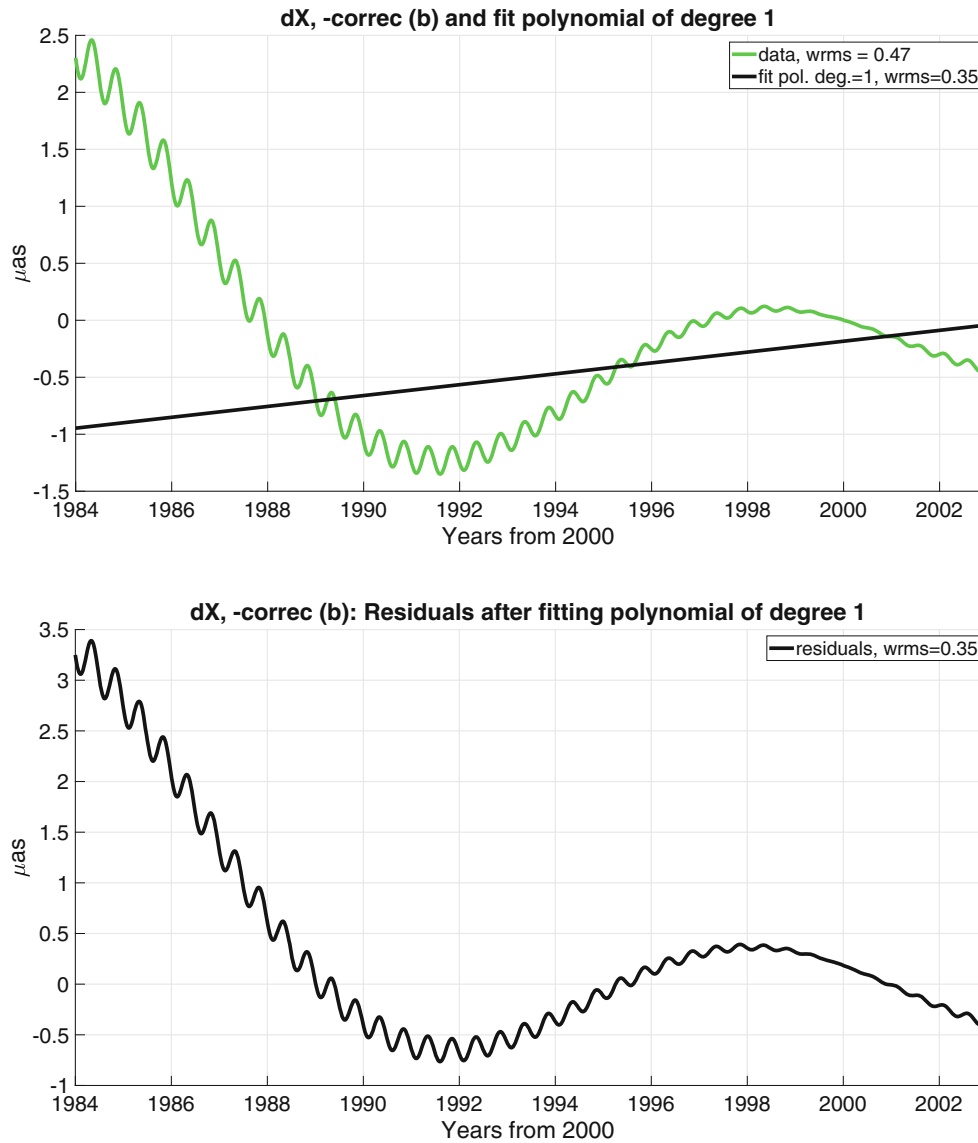 dX, -correc (b) and fit polynomial of degree 1
data, wrms = 0.47
fit pol. deg.=1, wrms=0.35
2.5
2
1.5
1
0.5
0
-0.5
-1
-1.5
μas
1984 1986 1988 1990 1992 1994 1996 1998 2000 2002
Years from 2000
dX, -correc (b): Residuals after fitting polynomial of degree 1
residuals, wrms=0.35
3.5
3
2.5
2
1.5
1
0.5
0
-0.5
-1
μas
1984 1986 1988 1990 1992 1994 1996 1998 2000 2002
Years from 2000